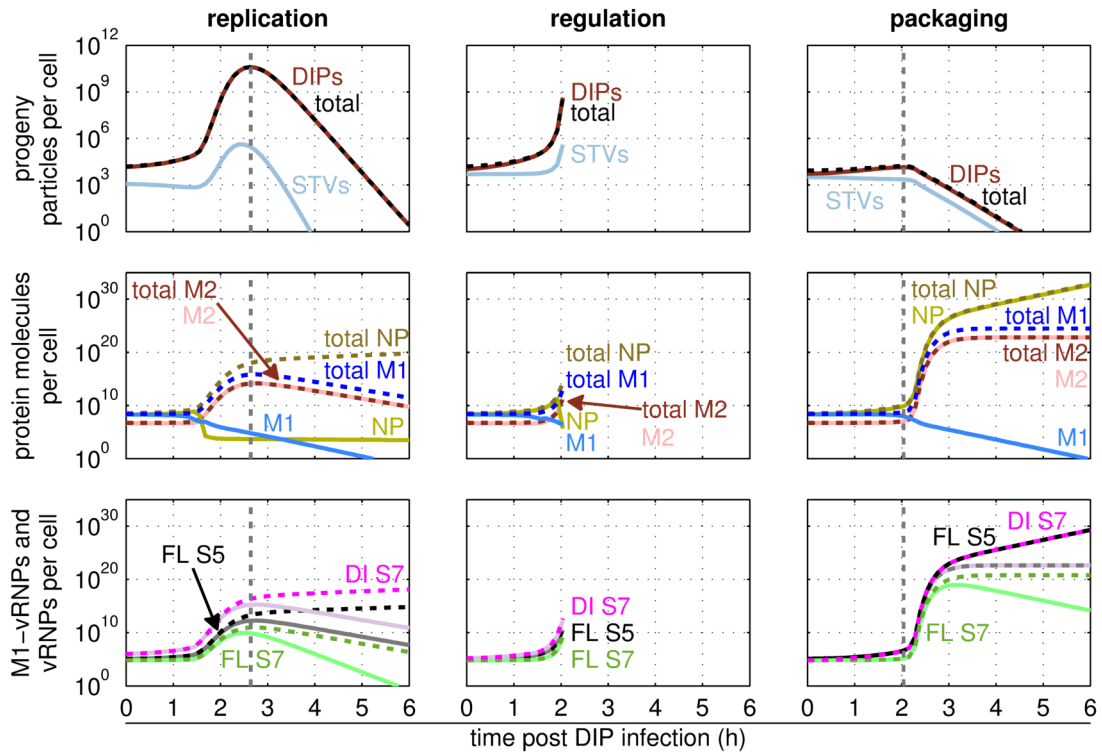 replication
regulation
packaging
progeny
particles per cell
10^12
10^9
10^6
10^3
10^0
DIPs
total
STVs
DIPs
total
STVs
DIPs
total
STVs
protein molecules
per cell
10^30
10^20
10^10
10^0
total M2
M2
total NP
total M1
M1
NP
total NP
total M1
total M2
NP
M1
M2
total NP
NP
total M1
total M2
M2
M1
M1-vRNPs and
vRNPs per cell
10^30
10^20
10^10
10^0
FL S5
DI S7
FL S7
DI S7
FL S5
FL S7
DI S7
FL S5
FL S7
0 1 2 3 4 5 6
0 1 2 3 4 5 6
0 1 2 3 4 5 6
time post DIP infection (h)